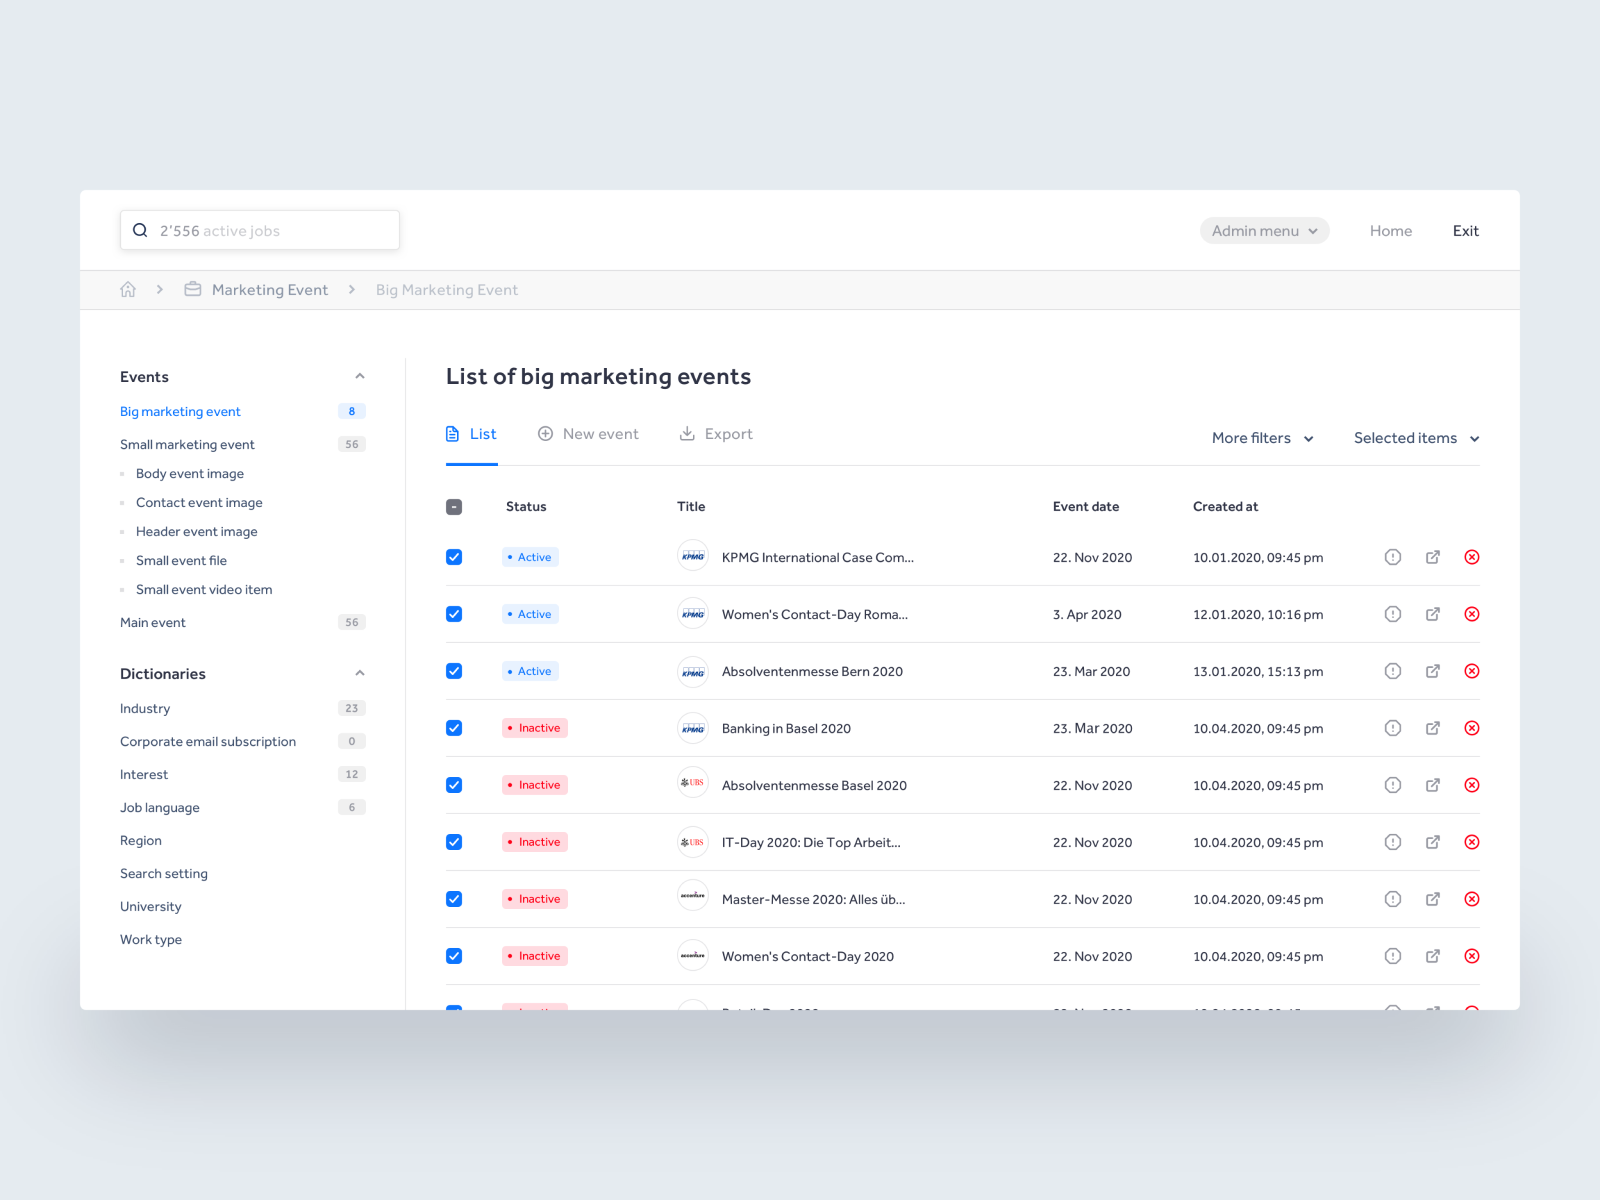 2'556 active jobs
Admin menu
Home
Exit
Marketing Event
Big Marketing Event
Events
Big marketing event 8
Small marketing event 56
Body event image
Contact event image
Header event image
Small event file
Small event video item
Main event 56
Dictionaries
Industry 23
Corporate email subscription 0
Interest 12
Job language 6
Region
Search setting
University
Work type
List of big marketing events
List
New event
Export
More filters
Selected items
Status Title Event date Created at
Active KPMG KPMG International Case Com... 22. Nov 2020 10.01.2020, 09:45 pm
Active KPMG Women's Contact-Day Roma... 3. Apr 2020 12.01.2020, 10:16 pm
Active KPMG Absolventenmesse Bern 2020 23. Mar 2020 13.01.2020, 15:13 pm
Inactive KPMG Banking in Basel 2020 23. Mar 2020 10.04.2020, 09:45 pm
Inactive UBS Absolventenmesse Basel 2020 22. Nov 2020 10.04.2020, 09:45 pm
Inactive UBS IT-Day 2020: Die Top Arbeit... 22. Nov 2020 10.04.2020, 09:45 pm
Inactive accenture Master-Messe 2020: Alles üb... 22. Nov 2020 10.04.2020, 09:45 pm
Inactive accenture Women's Contact-Day 2020 22. Nov 2020 10.04.2020, 09:45 pm